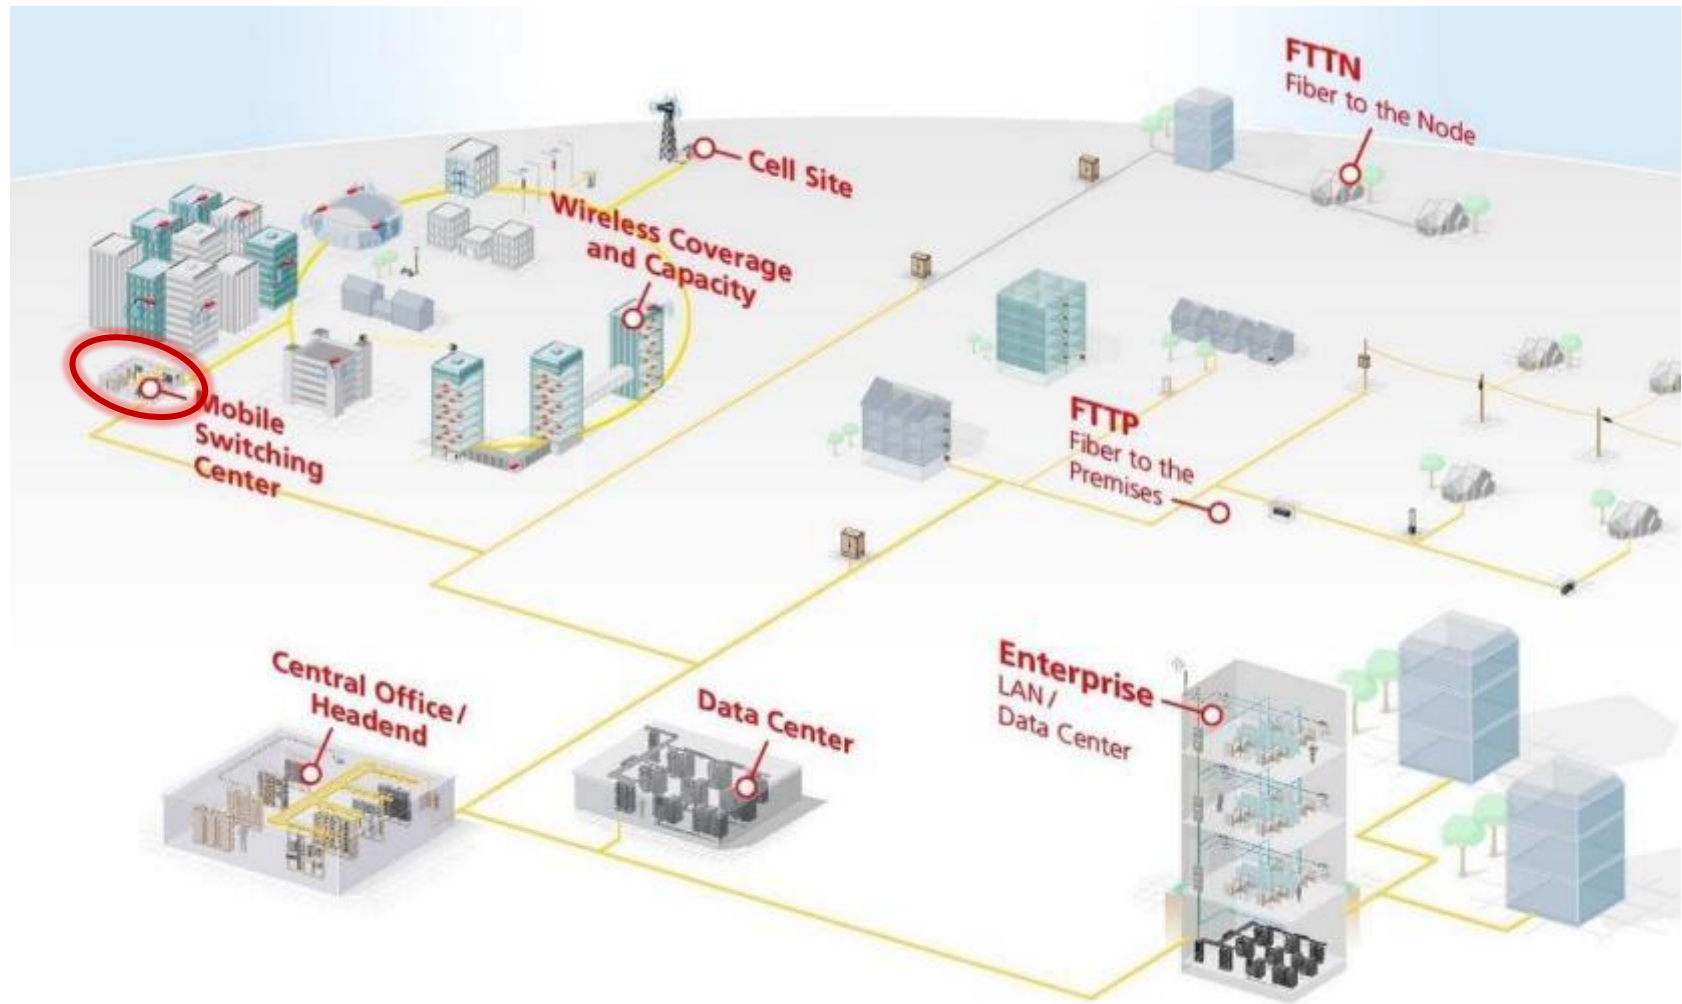 FTTN
Fiber to the Node
Cell Site
Wireless Coverage
and Capacity
Mobile
Switching
Center
FTTP
Fiber to the
Premises
Central Office/
Headend
Data Center
Enterprise
LAN/
Data Center